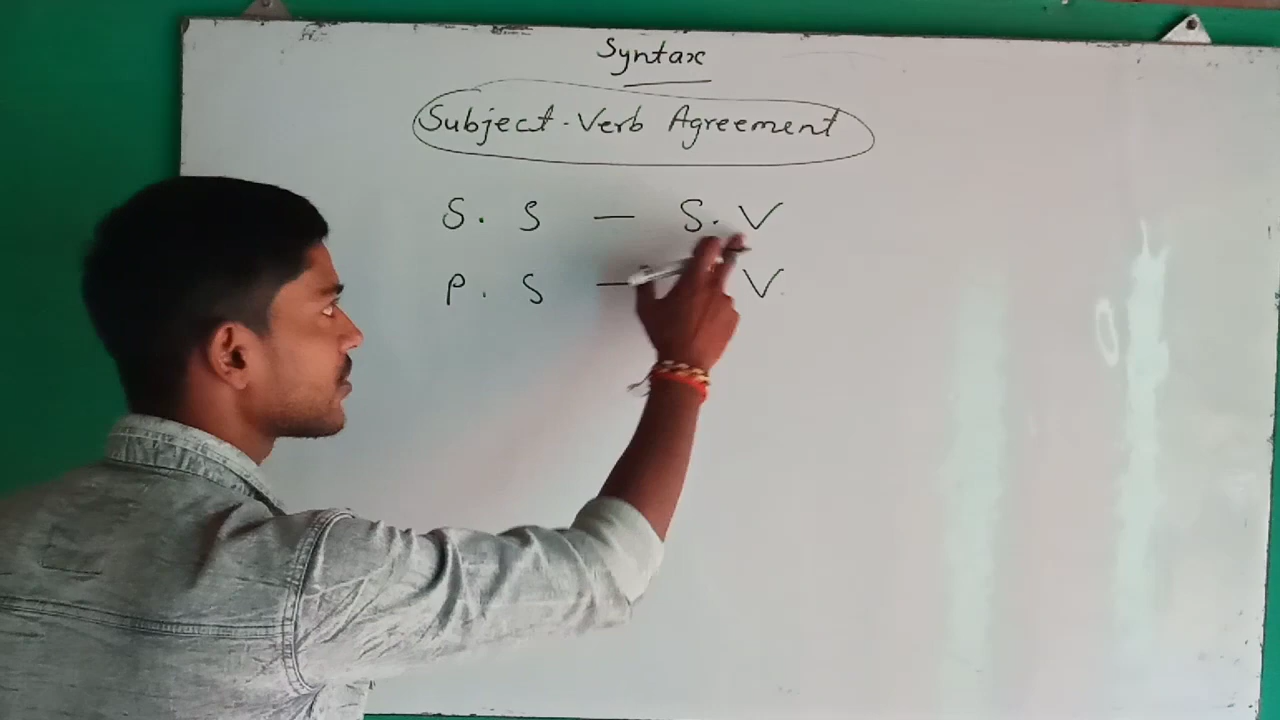 Syntax
Subject-Verb Agreement
S. S — S. V
P. S — V